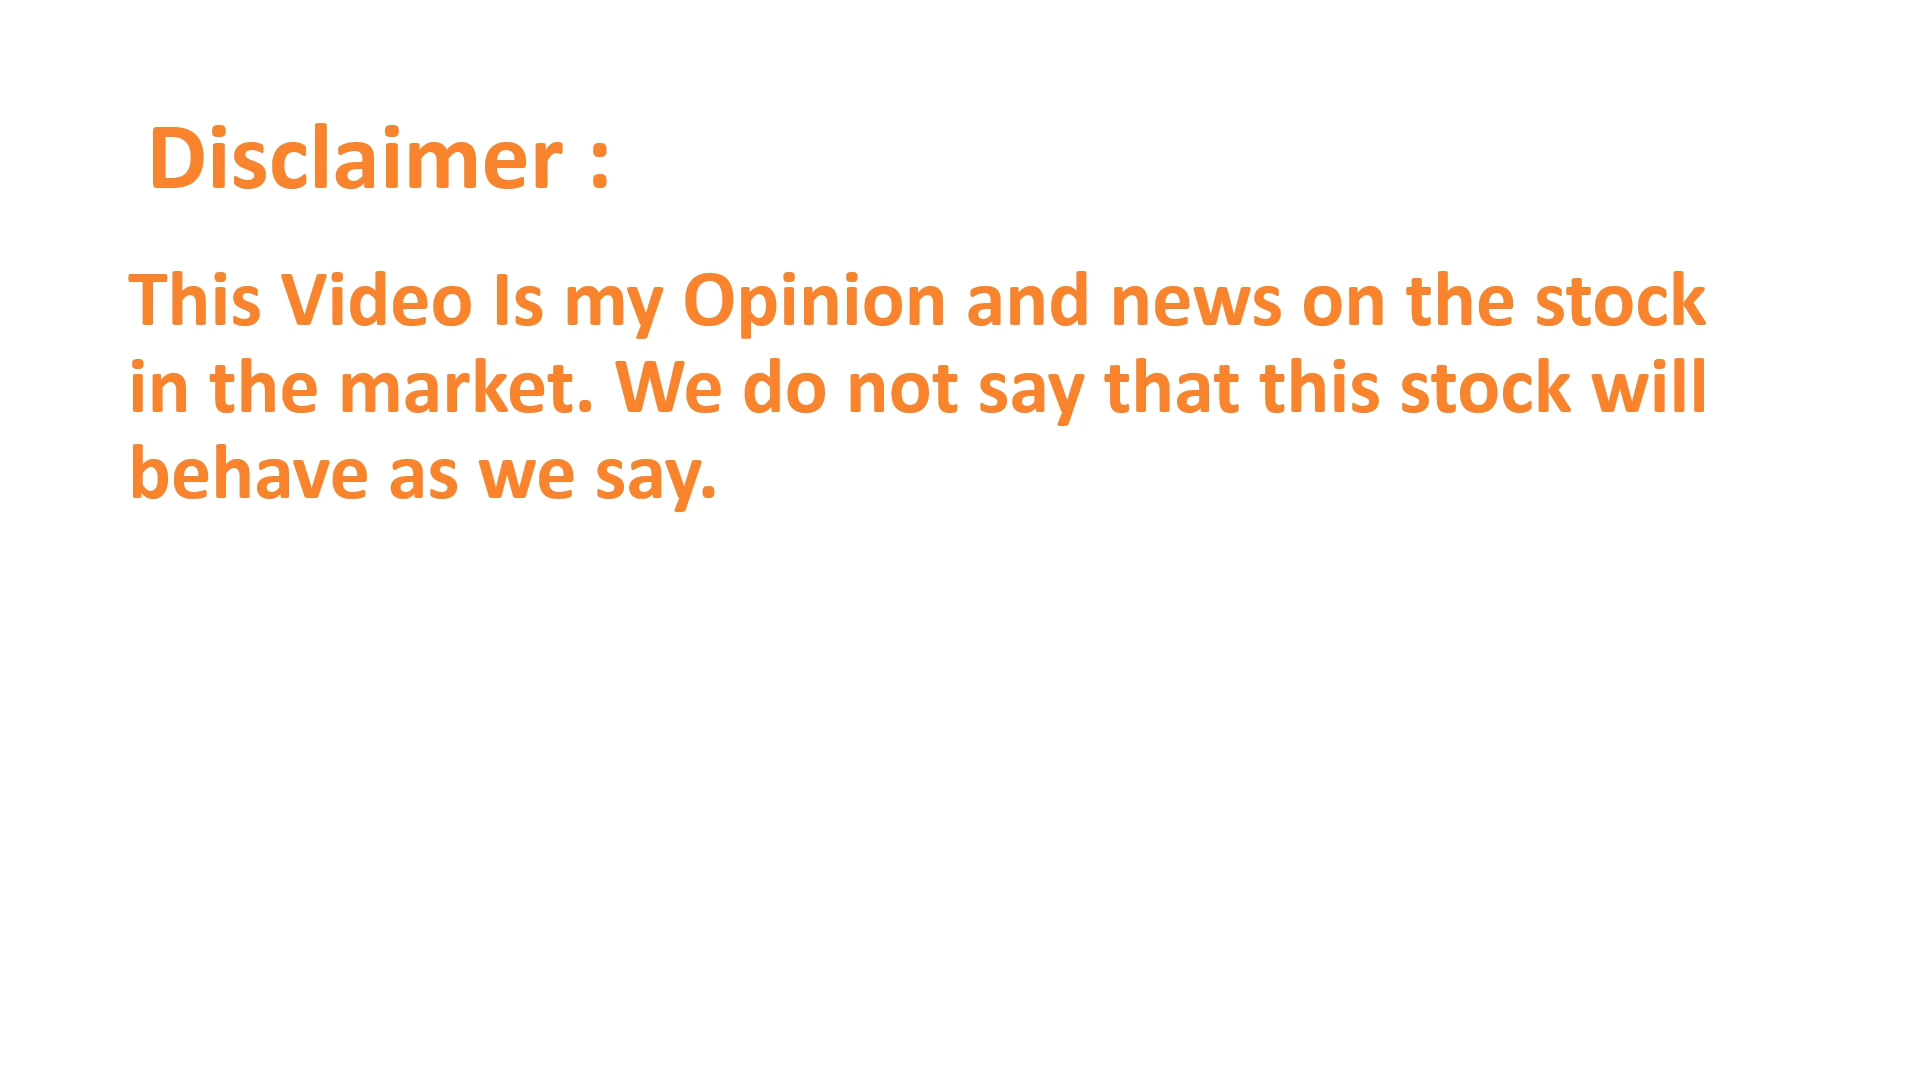 Disclaimer :
This Video Is my Opinion and news on the stock
in the market. We do not say that this stock will
behave as we say.